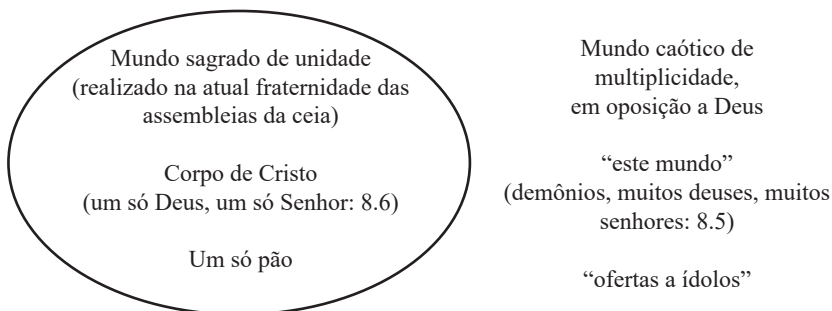 Mundo sagrado de unidade
(realizado na atual fraternidade das
assembleias da ceia)
Corpo de Cristo
(um só Deus, um só Senhor: 8.6)
Um só pão
Mundo caótico de
multiplicidade,
em oposição a Deus
“este mundo”
(demônios, muitos deuses, muitos
senhores: 8.5)
“ofertas a ídolos”